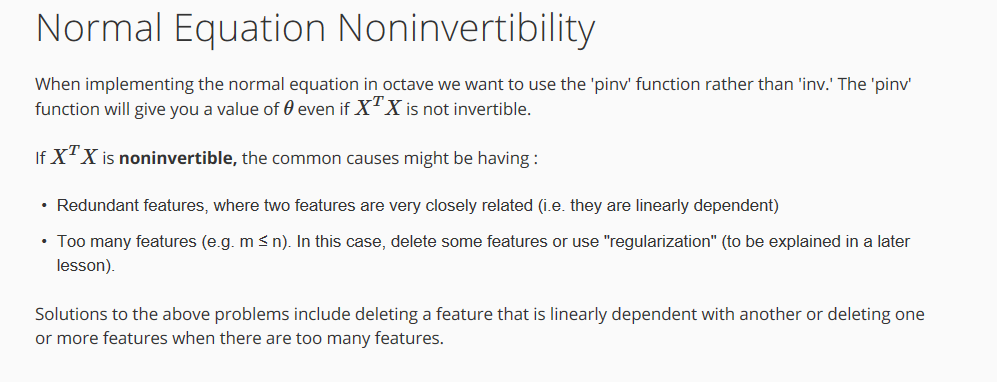 Normal Equation Noninvertibility
When implementing the normal equation in octave we want to use the 'pinv' function rather than 'inv.' The 'pinv'
function will give you a value of θ even if XᵀX is not invertible.
If XᵀX is noninvertible, the common causes might be having :
• Redundant features, where two features are very closely related (i.e. they are linearly dependent)
• Too many features (e.g. m ≤ n). In this case, delete some features or use "regularization" (to be explained in a later
lesson).
Solutions to the above problems include deleting a feature that is linearly dependent with another or deleting one
or more features when there are too many features.